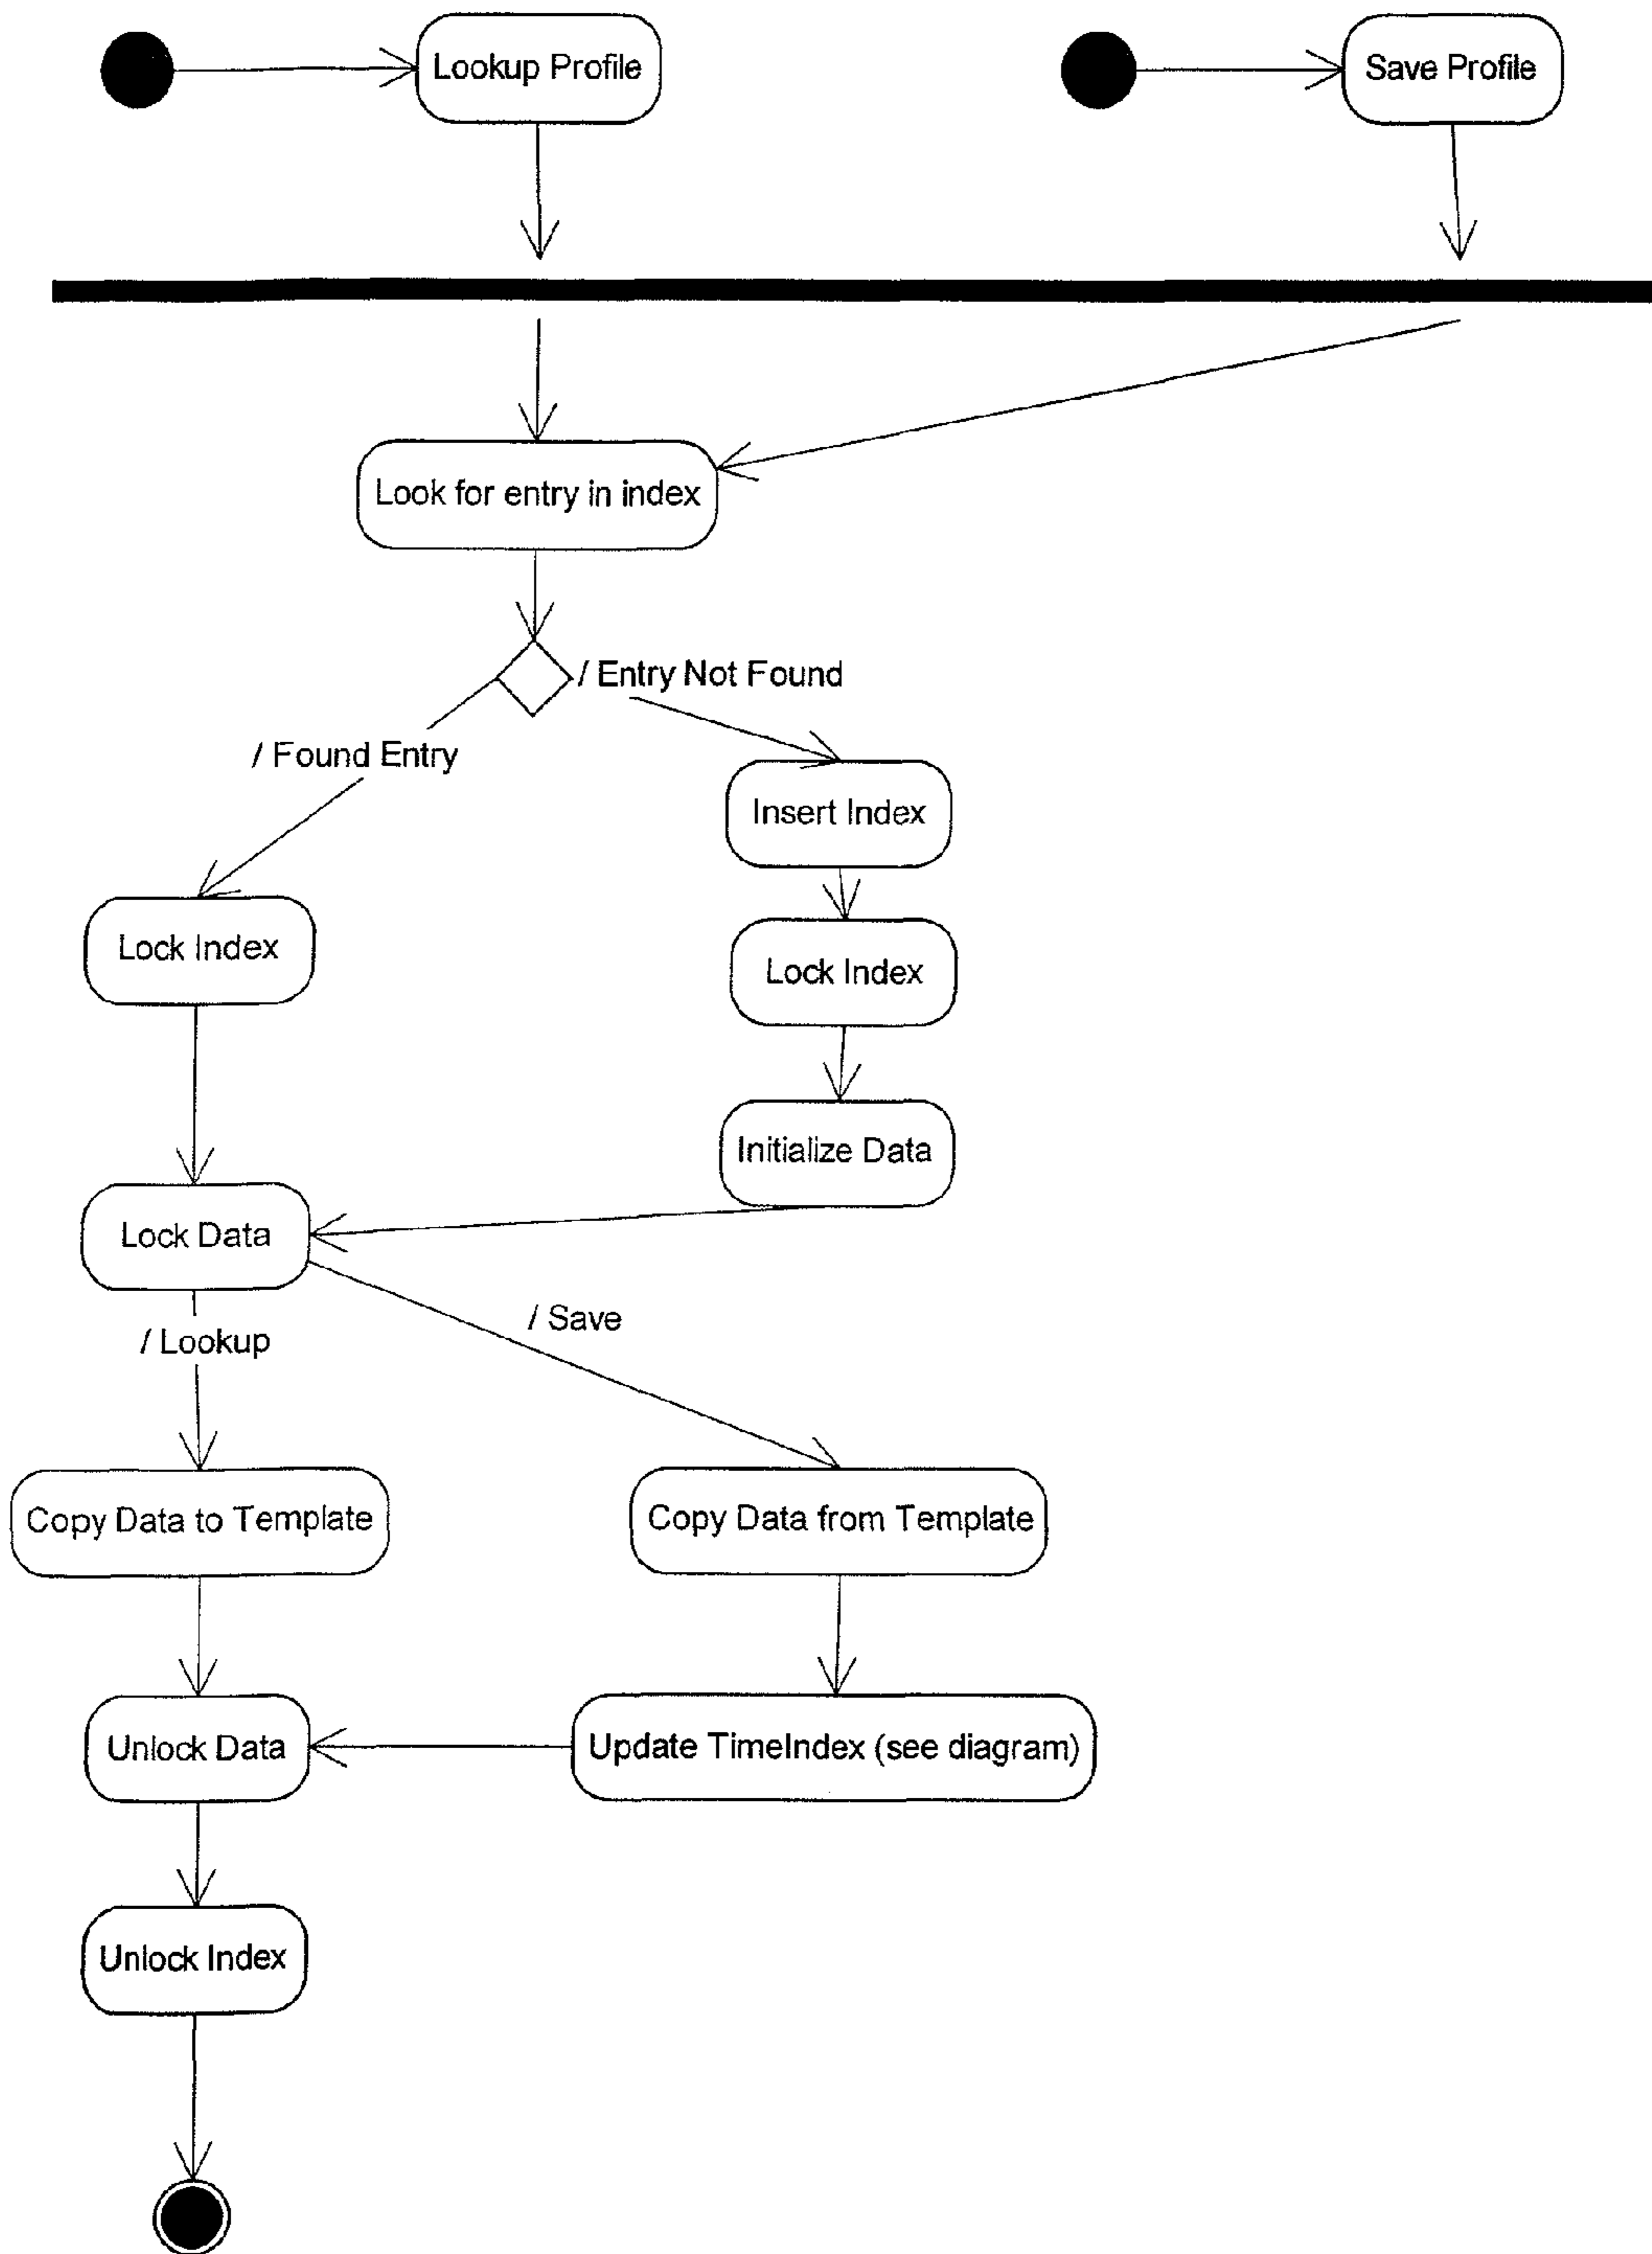 Lookup Profile
Save Profile
Look for entry in index
/ Entry Not Found
/ Found Entry
Insert Index
Lock Index
Lock Index
Initialize Data
Lock Data
/ Save
/ Lookup
Copy Data to Template
Copy Data from Template
Unlock Data
Update TimeIndex (see diagram)
Unlock Index